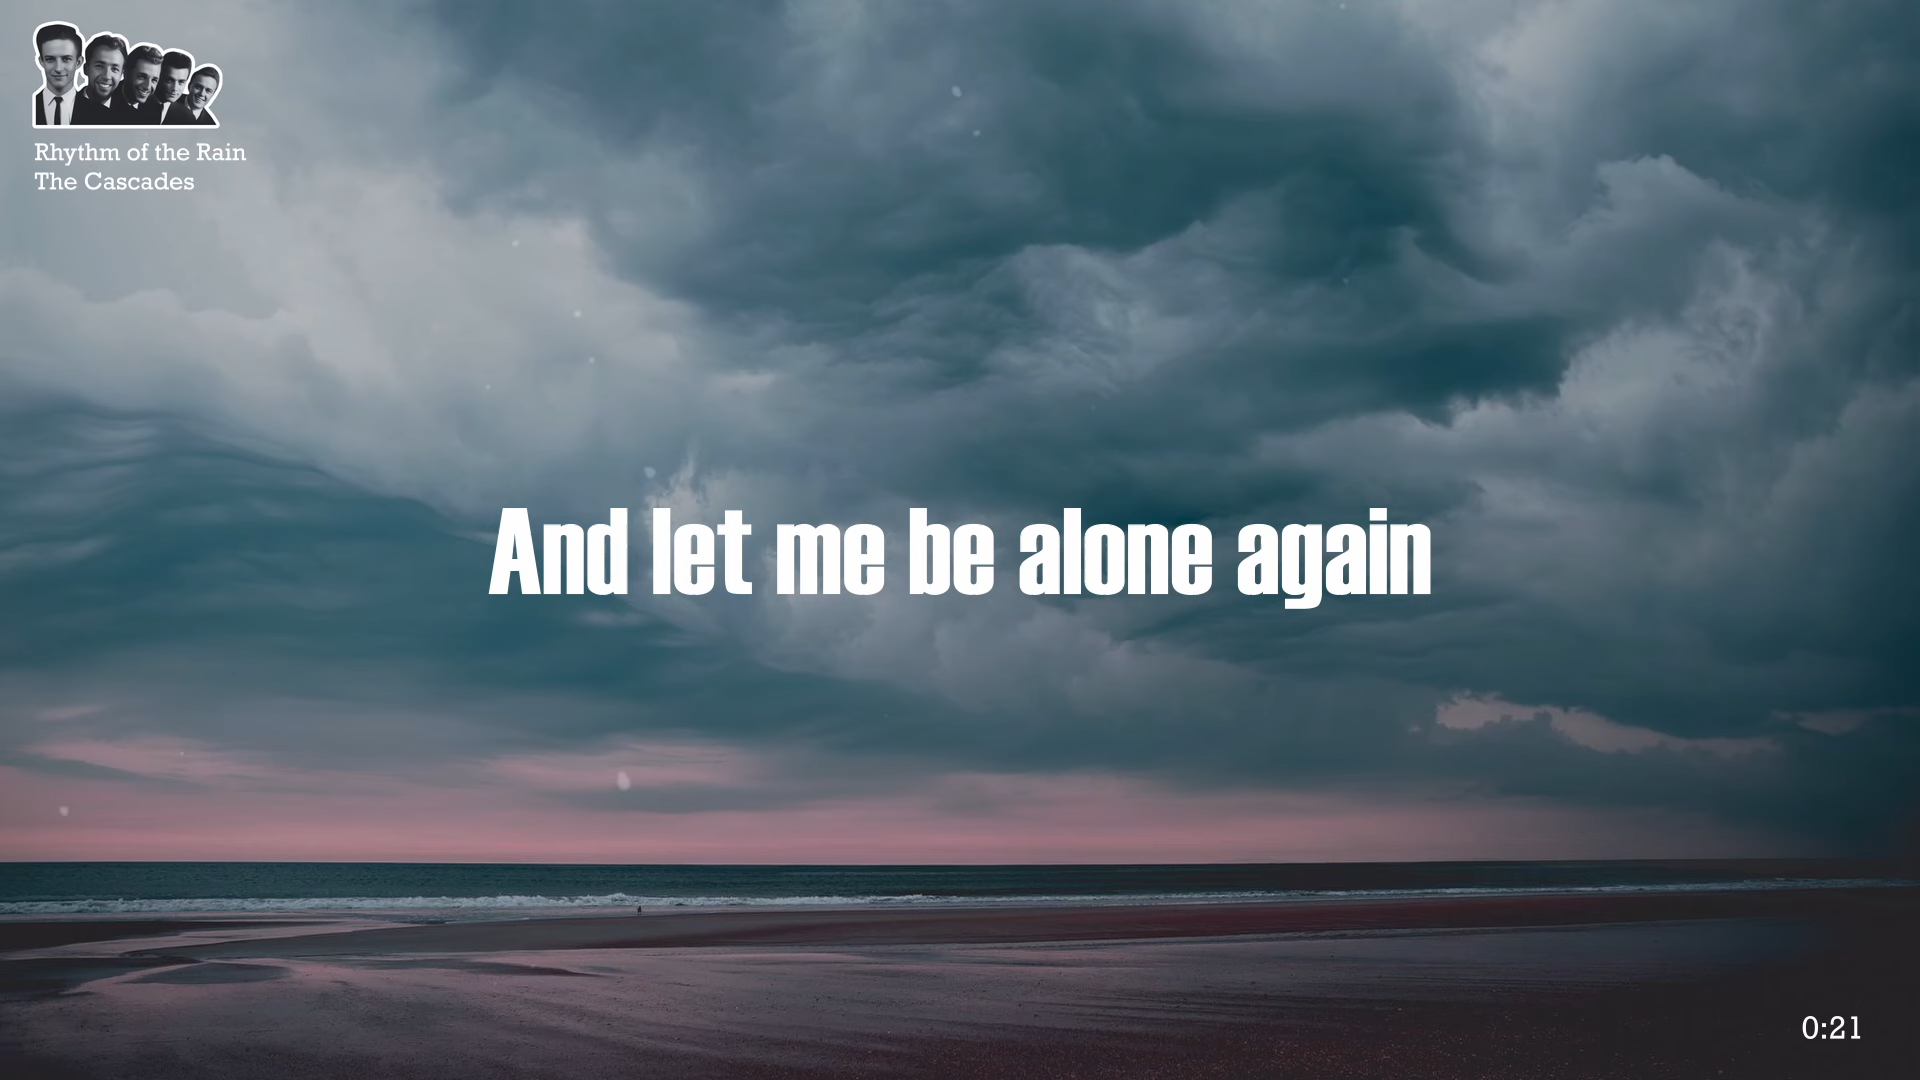 Rhythm of the Rain
The Cascades
And let me be alone again
0:21